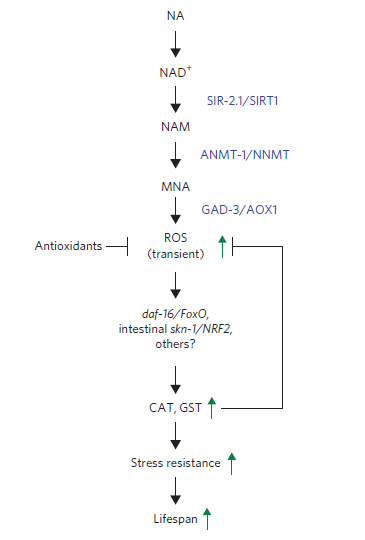 NA
NAD+
SIR-2.1/SIRT1
NAM
ANMT-1/NNMT
MNA
GAD-3/AOX1
Antioxidants
ROS
(transient)
daf-16/FoxO,
intestinal skn-1/NRF2,
others?
CAT, GST
Stress resistance
Lifespan